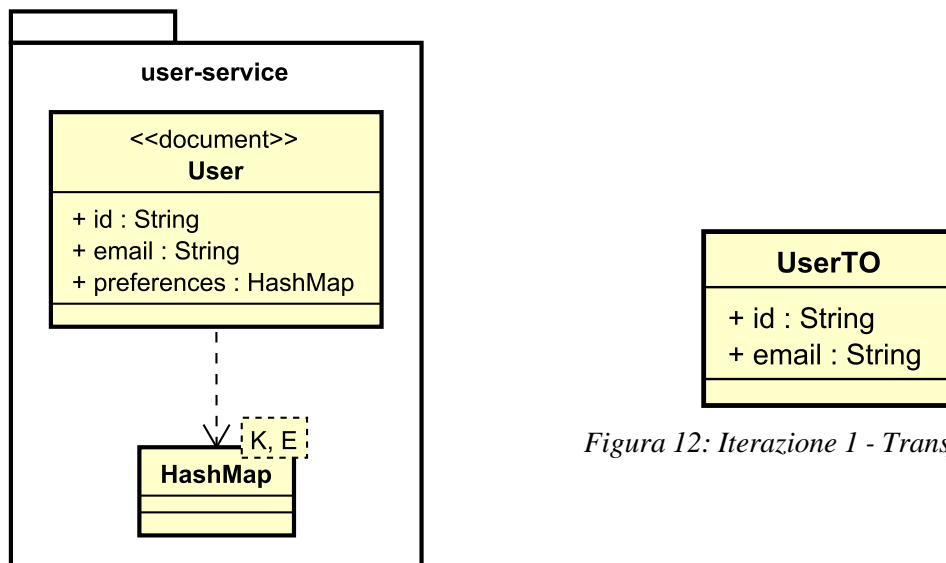 user-service
<<document>>
User
+ id : String
+ email : String
+ preferences : HashMap
K, E
HashMap
UserTO
+ id : String
+ email : String
Figura 12: Iterazione 1 - Trans